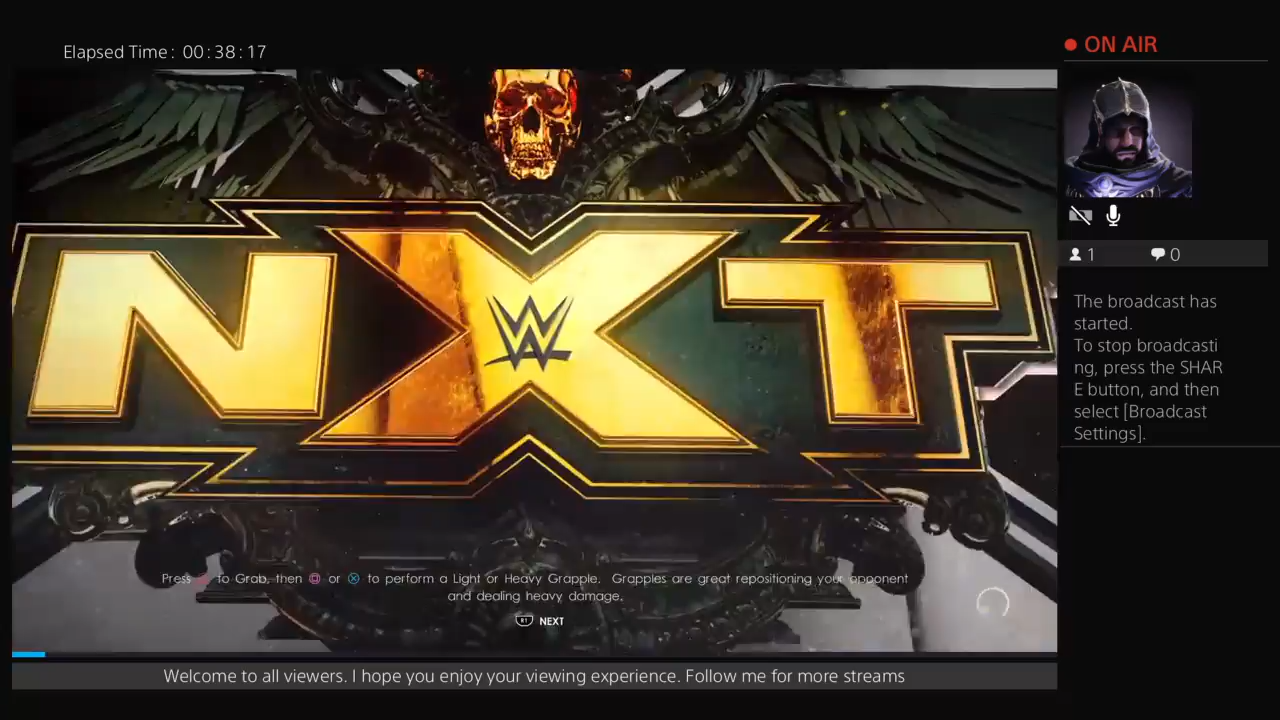 Elapsed Time: 00:38:17
ON AIR
NXT
W
1
0
The broadcast has
started.
To stop broadcasti
ng, press the SHAR
E button, and then
select [Broadcast
Settings].
Press to Grab, then or to perform a Light or Heavy Grapple. Grapples are great repositioning your opponent
and dealing heavy damage.
R1 NEXT
Welcome to all viewers. I hope you enjoy your viewing experience. Follow me for more streams